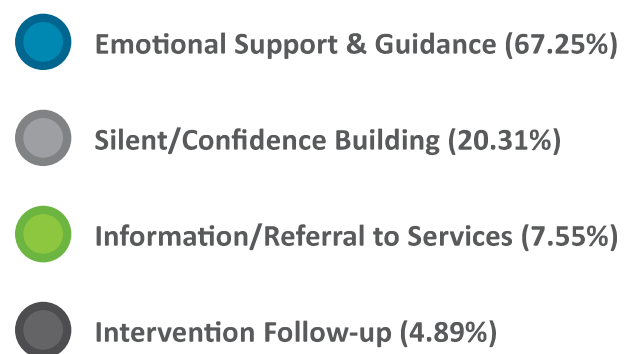 Emotional Support & Guidance (67.25%)
Silent/Confidence Building (20.31%)
Information/Referral to Services (7.55%)
Intervention Follow-up (4.89%)